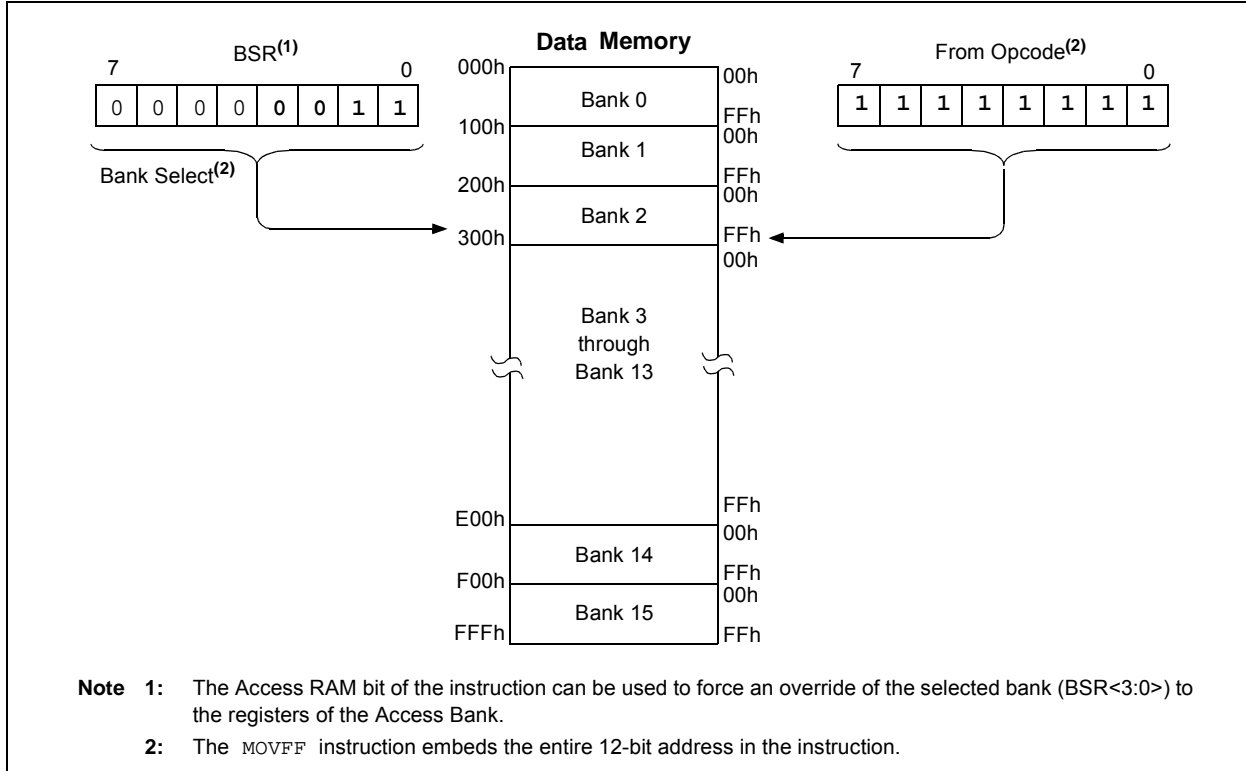 Data Memory
BSR(1)
7 0
0 0 0 0 0 0 1 1
Bank Select(2)
From Opcode(2)
7 0
1 1 1 1 1 1 1 1
000h 00h
Bank 0
FFh
100h 00h
Bank 1
FFh
200h 00h
Bank 2
300h FFh
00h
Bank 3
through
Bank 13
FFh
E00h 00h
Bank 14
FFh
F00h 00h
Bank 15
FFFh FFh
Note 1: The Access RAM bit of the instruction can be used to force an override of the selected bank (BSR<3:0>) to
the registers of the Access Bank.
2: The MOVFF instruction embeds the entire 12-bit address in the instruction.